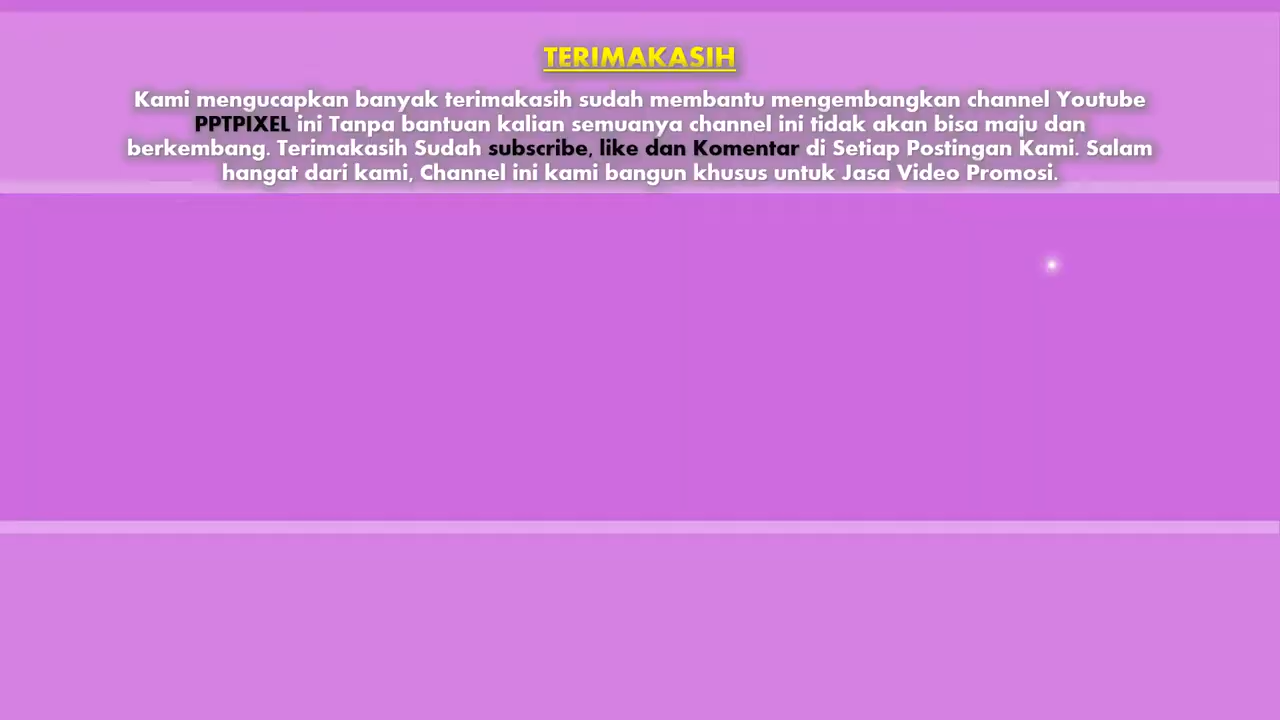 TERIMAKASIH
Kami mengucapkan banyak terimakasih sudah membantu mengembangkan channel Youtube
PPTPIXEL ini Tanpa bantuan kalian semuanya channel ini tidak akan bisa maju dan
berkembang. Terimakasih Sudah subscribe, like dan Komentar di Setiap Postingan Kami. Salam
hangat dari kami, Channel ini kami bangun khusus untuk Jasa Video Promosi.